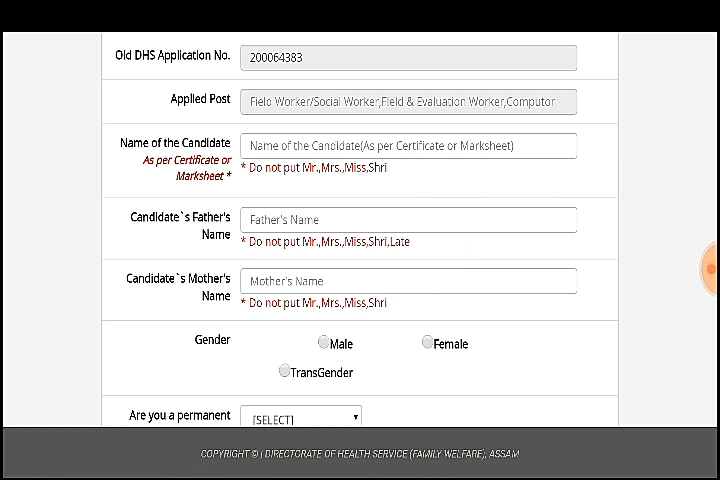 Old DHS Application No. 200064383
Applied Post Field Worker/Social Worker,Field & Evaluation Worker,Computor
Name of the Candidate Name of the Candidate(As per Certificate or Marksheet)
As per Certificate or * Do not put Mr.,Mrs.,Miss,Shri
Marksheet *
Candidate`s Father's Father's Name
Name * Do not put Mr.,Mrs.,Miss,Shri,Late
Candidate`s Mother's Mother's Name
Name * Do not put Mr.,Mrs.,Miss,Shri
Gender Male Female
TransGender
Are you a permanent [SELECT]
COPYRIGHT © | DIRECTORATE OF HEALTH SERVICE (FAMILY WELFARE), ASSAM